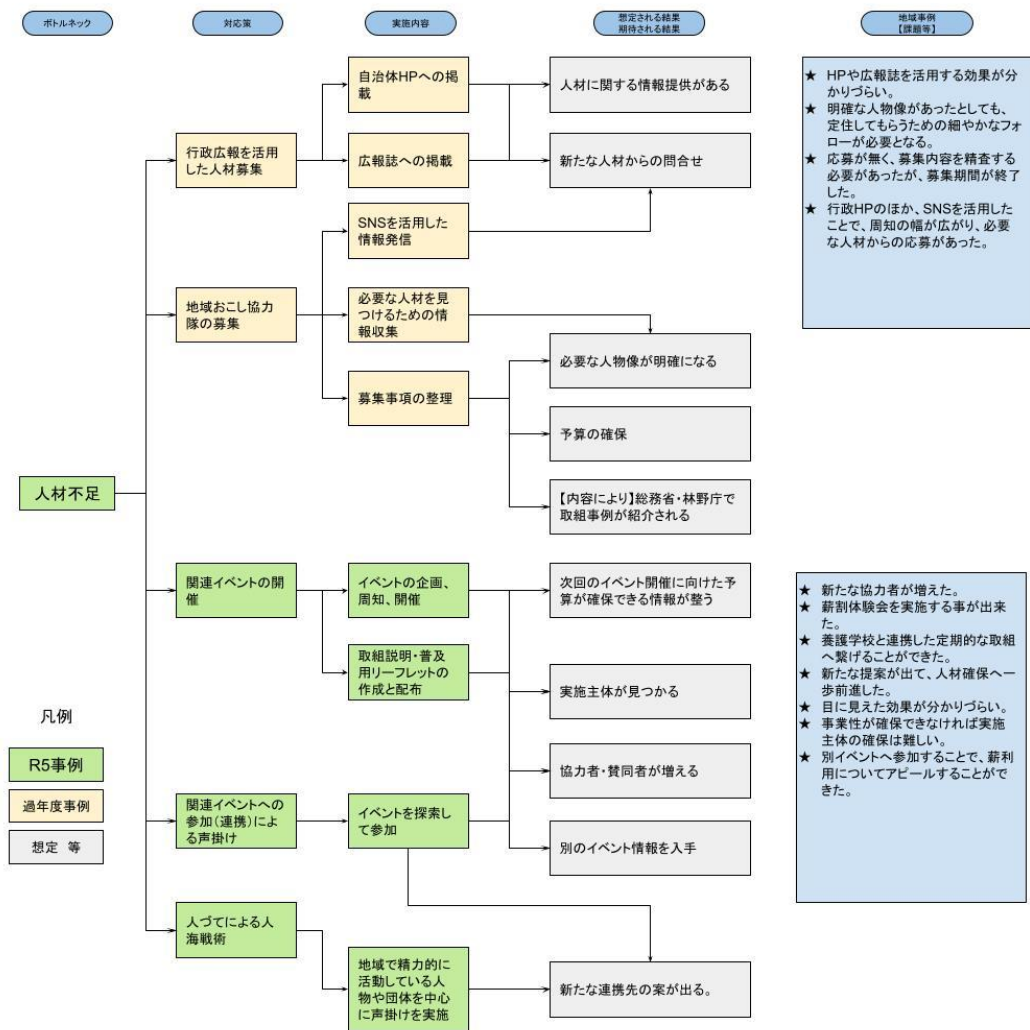 ボトルネック
対応策
実施内容
想定される結果
期待される結果
地域事例
【課題等】
自治体HPへの掲
載
人材に関する情報提供がある
行政広報を活用
した人材募集
広報誌への掲載
新たな人材からの問合せ
SNSを活用した
情報発信
地域おこし協力
隊の募集
必要な人材を見
つけるための情
報収集
必要な人物像が明確になる
募集事項の整理
予算の確保
【内容により】総務省・林野庁で
取組事例が紹介される
★ HPや広報誌を活用する効果が分
かりづらい。
★ 明確な人物像があったとしても、
定住してもらうための細やかなフォ
ローが必要となる。
★ 応募が無く、募集内容を精査する
必要があったが、募集期間が終了
した。
★ 行政HPのほか、SNSを活用した
ことで、周知の幅が広がり、必要
な人材からの応募があった。
人材不足
関連イベントの開
催
イベントの企画、
周知、開催
次回のイベント開催に向けた予
算が確保できる情報が整う
取組説明・普及
用リーフレットの
作成と配布
実施主体が見つかる
協力者・賛同者が増える
関連イベントへの
参加(連携)によ
る声掛け
イベントを探索し
て参加
別のイベント情報を入手
人づてによる人
海戦術
地域で精力的に
活動している人
物や団体を中心
に声掛けを実施
新たな連携先の案が出る。
★ 新たな協力者が増えた。
★ 薪割体験会を実施する事が出来
た。
★ 養護学校と連携した定期的な取組
へ繋げることができた。
★ 新たな提案が出て、人材確保へ一
歩前進した。
★ 目に見えた効果が分かりづらい。
★ 事業性が確保できなければ実施
主体の確保は難しい。
★ 別イベントへ参加することで、薪利
用についてアピールすることがで
きた。
凡例
R5事例
過年度事例
想定 等